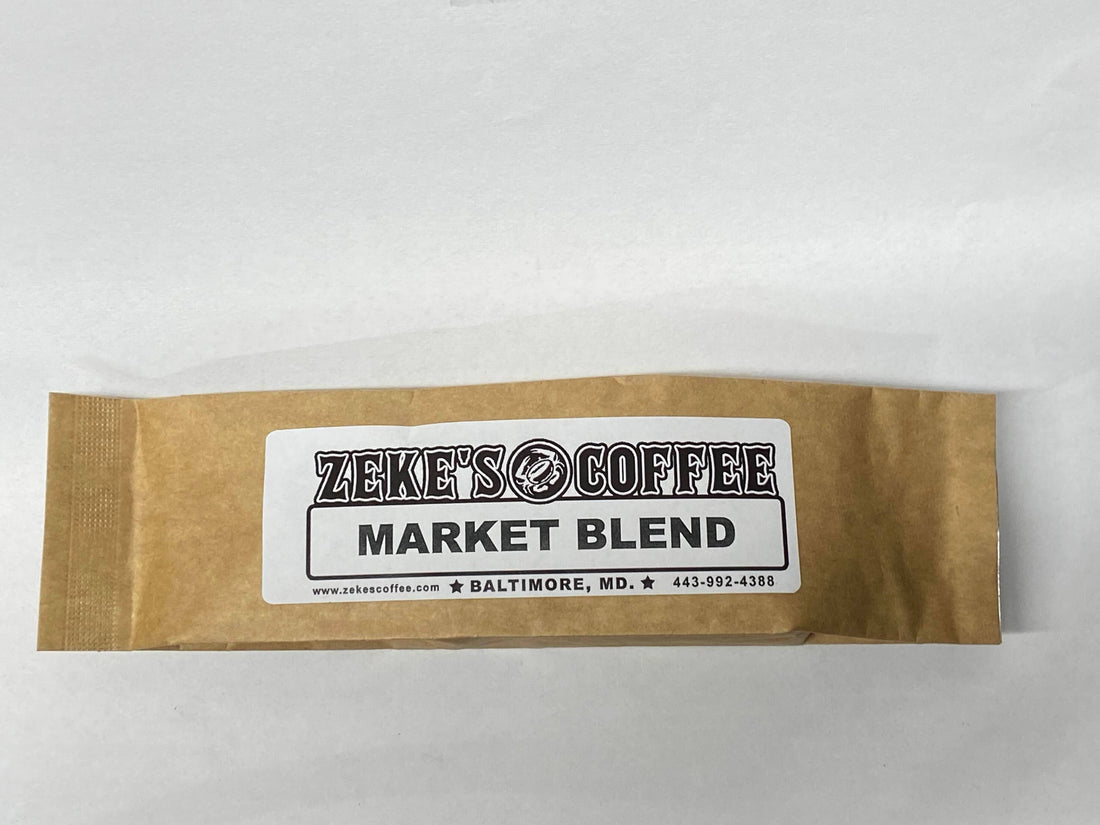 ZEKE'S COFFEE
MARKET BLEND
www.zekescoffee.com ★ BALTIMORE, MD. ★ 443-992-4388